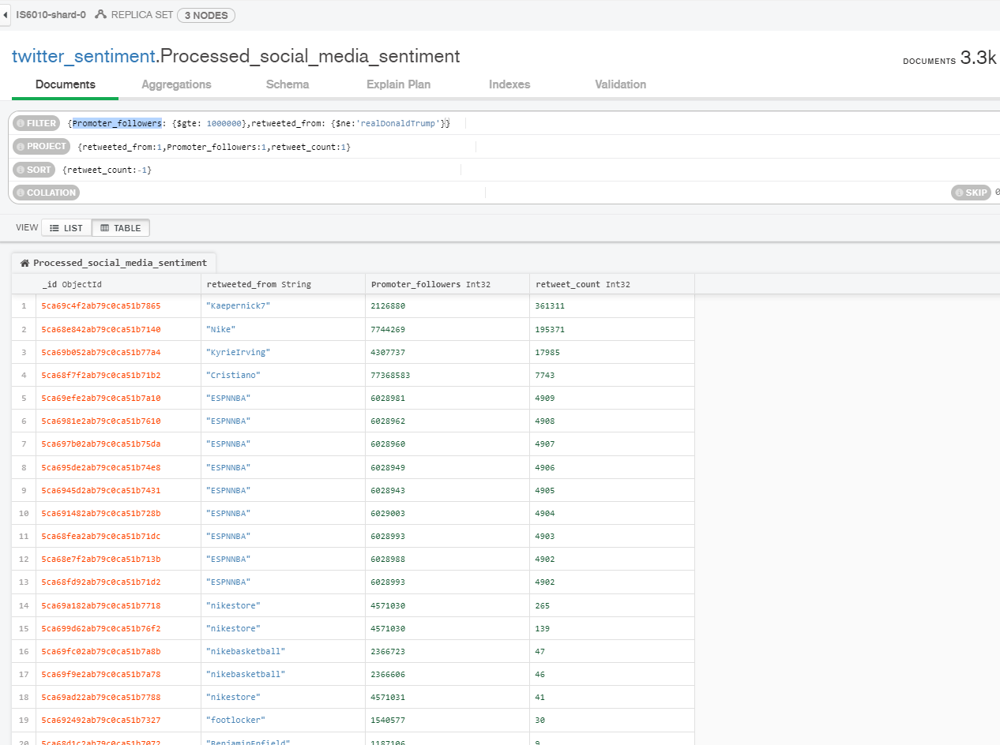 IS6010-shard-0 REPLICA SET 3 NODES
twitter_sentiment.Processed_social_media_sentiment
DOCUMENTS 3.3k
Documents Aggregations Schema Explain Plan Indexes Validation
FILTER {Promoter_followers: {$gte: 1000000},retweeted_from: {$ne:'realDonaldTrump'}}
PROJECT {retweeted_from:1,Promoter_followers:1,retweet_count:1}
SORT {retweet_count:-1}
COLLATION SKIP 0
VIEW LIST TABLE
Processed_social_media_sentiment
_id ObjectId retweeted_from String Promoter_followers Int32 retweet_count Int32
1 5ca69c4f2ab79c0ca51b7865 "Kaepernick7" 2126880 361311
2 5ca68e842ab79c0ca51b7140 "Nike" 7744269 195371
3 5ca69b052ab79c0ca51b77a4 "KyrieIrving" 4307737 17985
4 5ca68f7f2ab79c0ca51b71b2 "Cristiano" 77368583 7743
5 5ca69efe2ab79c0ca51b7a10 "ESPNNBA" 6028981 4909
6 5ca6981e2ab79c0ca51b7610 "ESPNNBA" 6028962 4908
7 5ca697b02ab79c0ca51b75da "ESPNNBA" 6028960 4907
8 5ca695de2ab79c0ca51b74e8 "ESPNNBA" 6028949 4906
9 5ca6945d2ab79c0ca51b7431 "ESPNNBA" 6028943 4905
10 5ca691482ab79c0ca51b728b "ESPNNBA" 6029003 4904
11 5ca68fea2ab79c0ca51b71dc "ESPNNBA" 6028993 4903
12 5ca68e7f2ab79c0ca51b713b "ESPNNBA" 6028988 4902
13 5ca68fd92ab79c0ca51b71d2 "ESPNNBA" 6028993 4902
14 5ca69a182ab79c0ca51b7718 "nikestore" 4571030 265
15 5ca699d62ab79c0ca51b76f2 "nikestore" 4571030 139
16 5ca69fc02ab79c0ca51b7a8b "nikebasketball" 2366723 47
17 5ca69f9e2ab79c0ca51b7a78 "nikebasketball" 2366606 46
18 5ca69ad22ab79c0ca51b7788 "nikestore" 4571031 41
19 5ca692492ab79c0ca51b7327 "footlocker" 1540577 30
20 5ca68d1c2ab79c0ca51b7072 "BenjaminEnfield" 1187106 9